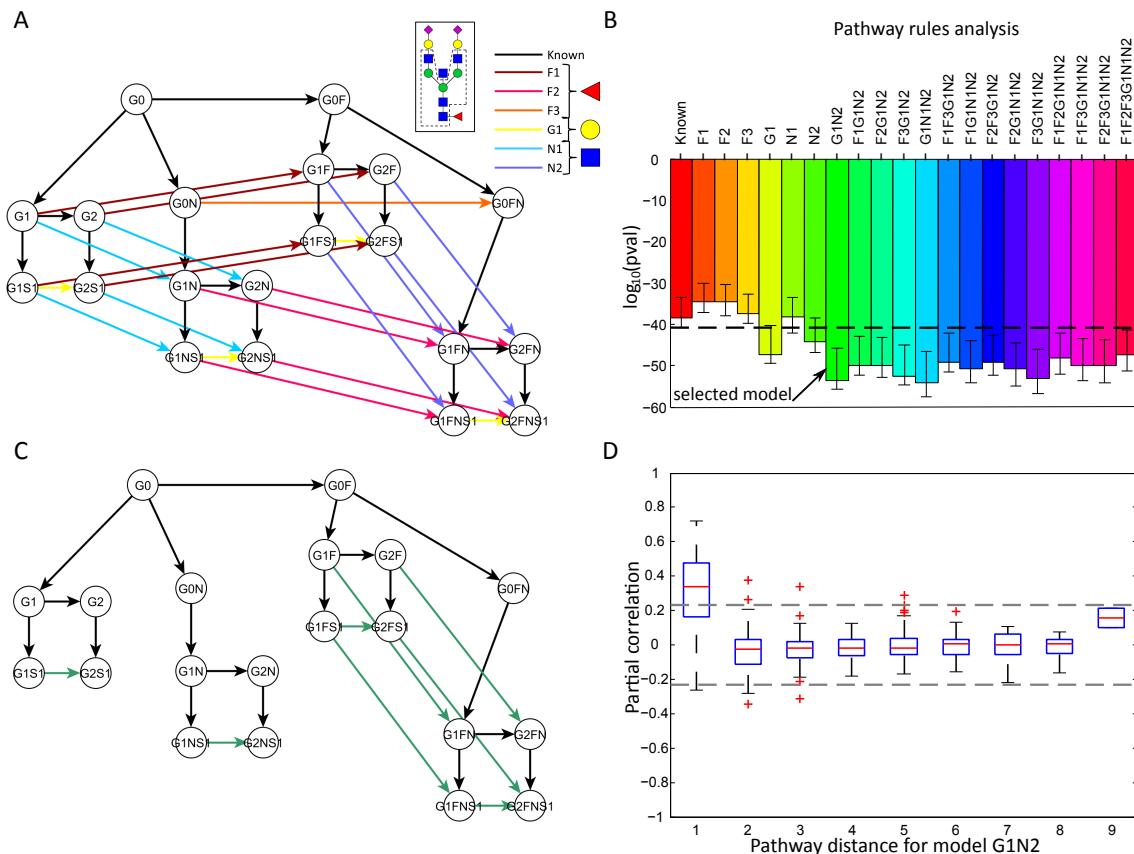 A
Known
F1
F2
F3
G1
N1
N2
G0
G0F
G1F
G2F
G1
G2
G0N
G0FN
G1FS1
G2FS1
G1S1
G2S1
G1N
G2N
G1NS1
G2NS1
G1FN
G2FN
G1FNS1
G2FNS1
B
Pathway rules analysis
Known
F1
F2
F3
G1
N1
N2
G1N2
F1G1N2
F2G1N2
F3G1N2
G1N1N2
F1F3G1N2
F1G1N1N2
F2F3G1N2
F2G1N1N2
F3G1N1N2
F1F2G1N1N2
F1F3G1N1N2
F2F3G1N1N2
F1F2F3G1N1N2
0
−10
−20
−30
−40
−50
−60
log10(pval)
selected model
C
G0
G0F
G1F
G2F
G1
G2
G0N
G0FN
G1FS1
G2FS1
G1S1
G2S1
G1N
G2N
G1NS1
G2NS1
G1FN
G2FN
G1FNS1
G2FNS1
D
1
0.8
0.6
0.4
0.2
0
−0.2
−0.4
−0.6
−0.8
−1
Partial correlation
1 2 3 4 5 6 7 8 9
Pathway distance for model G1N2